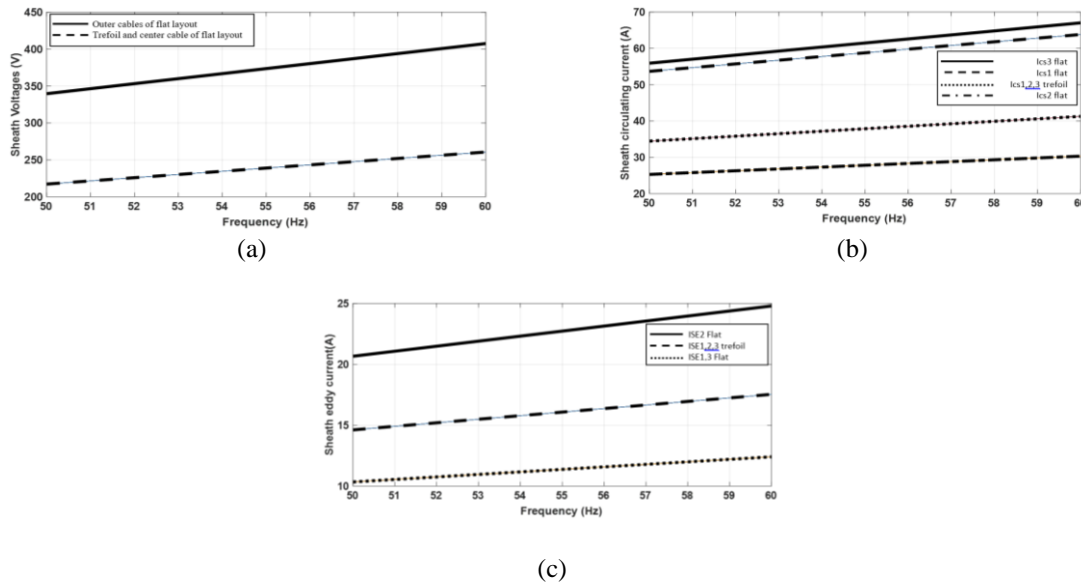 450
400
350
300
250
200
Sheath Voltages (V)
Outer cables of flat layout
Trefoil and center cable of flat layout
50 51 52 53 54 55 56 57 58 59 60
Frequency (Hz)
(a)
70
60
50
40
30
20
Sheath circulating current (A)
Ics3 flat
Ics1 flat
Ics1,2,3 trefoil
Ics2 flat
50 51 52 53 54 55 56 57 58 59 60
Frequency (Hz)
(b)
25
20
15
10
Sheath eddy current(A)
ISE2 Flat
ISE1,2,3 trefoil
ISE1.3 Flat
50 51 52 53 54 55 56 57 58 59 60
Frequency (Hz)
(c)